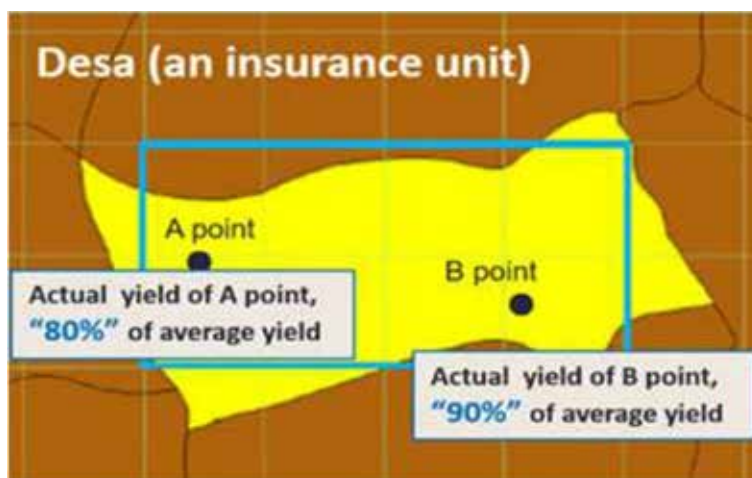 Desa (an insurance unit)
A point
B point
Actual yield of A point,
“80%” of average yield
Actual yield of B point,
“90%” of average yield